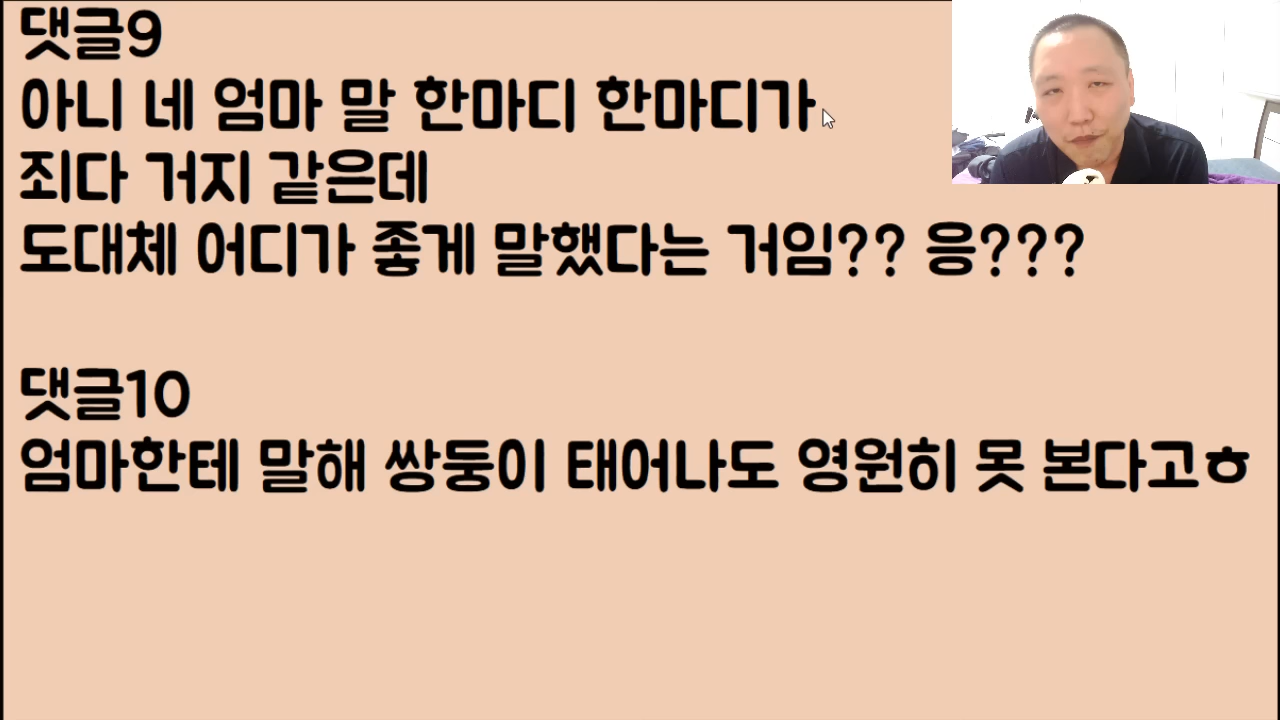 댓글9
아니 네 엄마 말 한마디 한마디가
죄다 거지 같은데
도대체 어디가 좋게 말했다는 거임?? 응???
댓글10
엄마한테 말해 쌍둥이 태어나도 영원히 못 본다고ㅎ